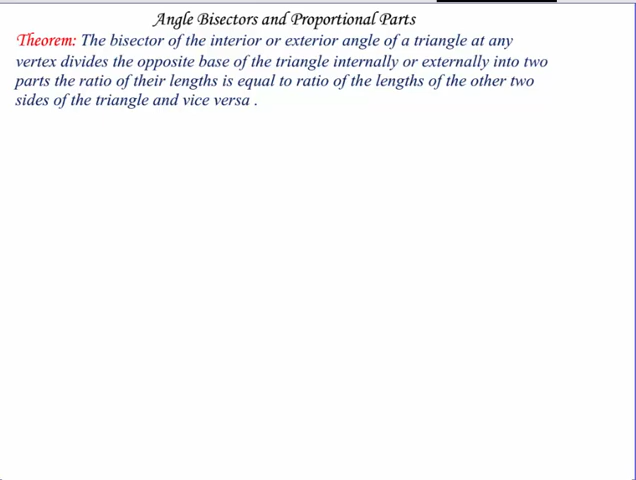 Angle Bisectors and Proportional Parts
Theorem: The bisector of the interior or exterior angle of a triangle at any
vertex divides the opposite base of the triangle internally or externally into two
parts the ratio of their lengths is equal to ratio of the lengths of the other two
sides of the triangle and vice versa .